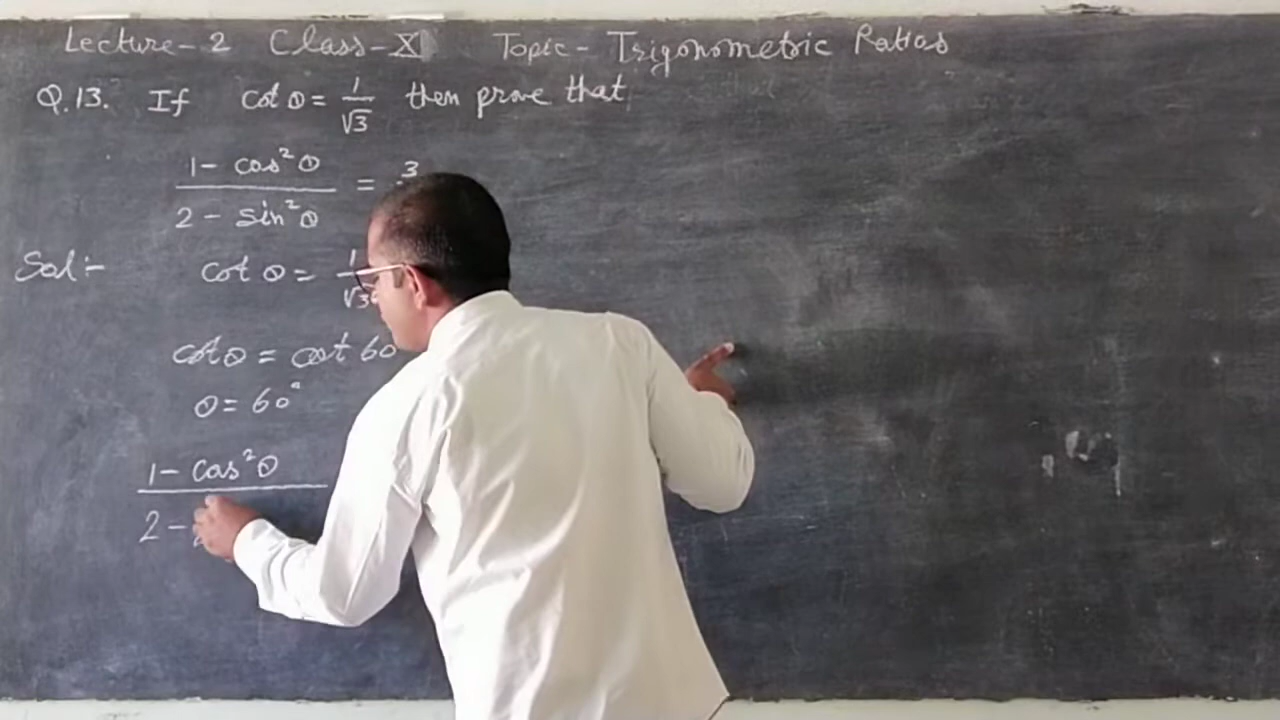 Lecture-2 Class-X Topic- Trigonometric Ratios
Q.13. If cot θ = 1/√3 then prove that
1- cos²θ / 2 - sin²θ = 3
Sol:- cot θ = 1/√3
cot θ = cot 60
θ = 60°
1- cos²θ
2-